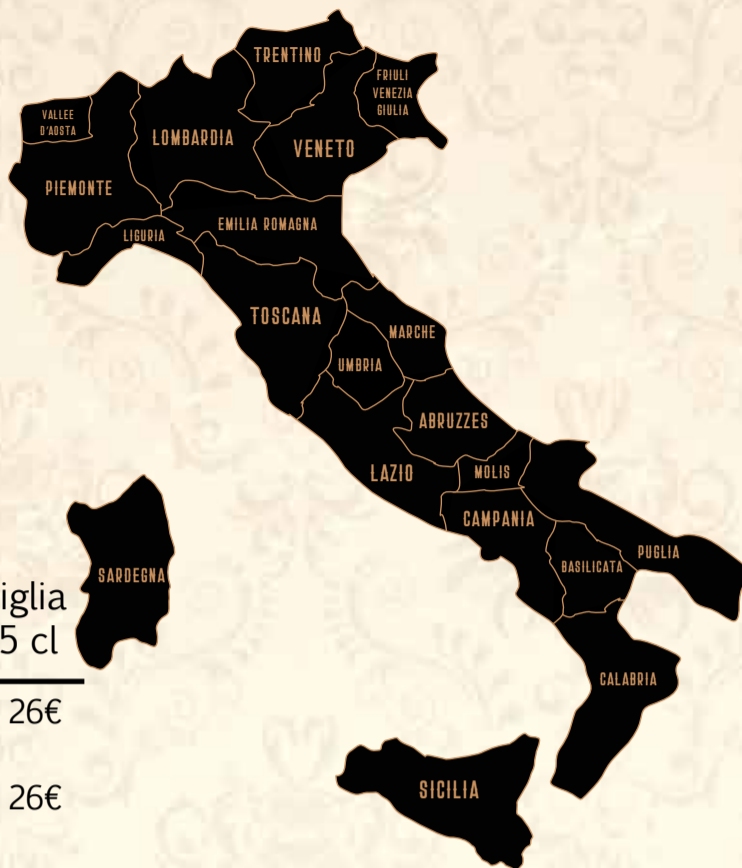 TRENTINO
FRIULI
VENEZIA
GIULIA
VALLEE
D'AOSTA
LOMBARDIA
VENETO
PIEMONTE
EMILIA ROMAGNA
LIGURIA
TOSCANA
MARCHE
UMBRIA
ABRUZZES
LAZIO
MOLIS
CAMPANIA
PUGLIA
BASILICATA
SARDEGNA
iglia
5 cl
CALABRIA
26€
SICILIA
26€